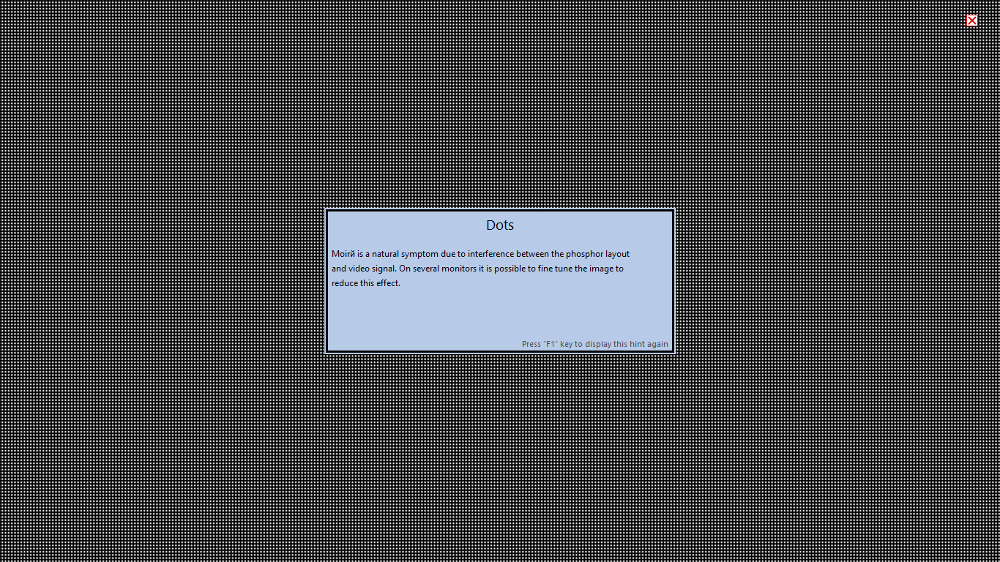 Dots
Moirй is a natural symptom due to interference between the phosphor layout
and video signal. On several monitors it is possible to fine tune the image to
reduce this effect.
Press "F1" key to display this hint again